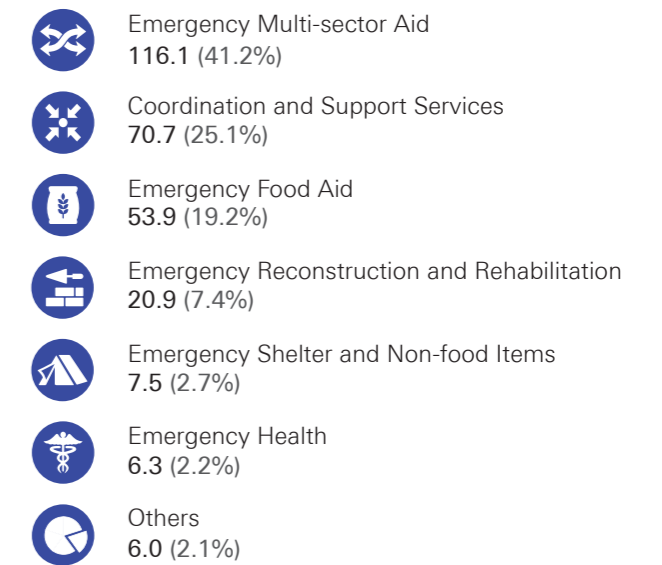 Emergency Multi-sector Aid
116.1 (41.2%)
Coordination and Support Services
70.7 (25.1%)
Emergency Food Aid
53.9 (19.2%)
Emergency Reconstruction and Rehabilitation
20.9 (7.4%)
Emergency Shelter and Non-food Items
7.5 (2.7%)
Emergency Health
6.3 (2.2%)
Others
6.0 (2.1%)